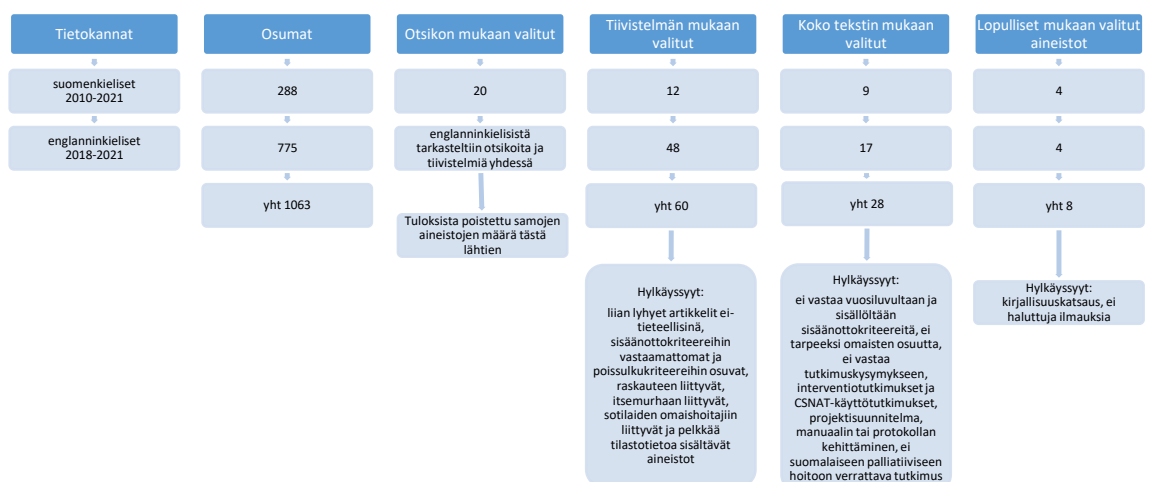 Tietokannat
suomenkieliset
2010-2021
englanninkieliset
2018-2021
Osumat
288
775
yht 1063
Otsikon mukaan valitut
20
englanninkielisistä
tarkasteltiin otsikoita ja
tiivistelmiä yhdessä
Tuloksista poistettu samojen
aineistojen määrä tästä
lähtien
Tiivistelmän mukaan
valitut
12
48
yht 60
Hylkäyssyyt:
liian lyhyet artikkelit ei-
tieteellisinä,
sisäänottokriteereihin
vastaamattomat ja
poissulkukriteereihin osuvat,
raskauteen liittyvät,
itsemurhaan liittyvät,
sotilaiden omaishoitajiin
liittyvät ja pelkkää
tilastotietoa sisältävät
aineistot
Koko tekstin mukaan
valitut
9
17
yht 28
Hylkäyssyyt:
ei vastaa vuosiluvultaan ja
sisällöltään
sisäänottokriteereitä, ei
tarpeeksi omaisten osuutta,
ei vastaa
tutkimuskysymykseen,
interventiotutkimukset ja
CSNAT-käyttötutkimukset,
projektisuunnitelma,
manuaalin tai protokollan
kehittäminen, ei
suomalaiseen palliatiiviseen
hoitoon verrattava tutkimus
Lopulliset mukaan valitut
aineistot
4
4
yht 8
Hylkäyssyyt:
kirjallisuuskatsaus, ei
haluttuja ilmauksia